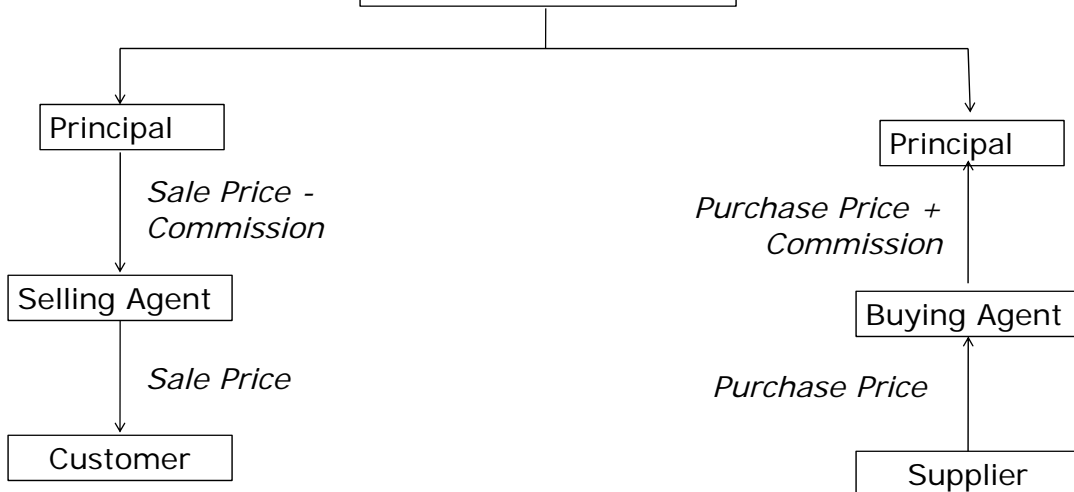 Principal
Principal
Sale Price -
Commission
Purchase Price +
Commission
Selling Agent
Buying Agent
Sale Price
Purchase Price
Customer
Supplier